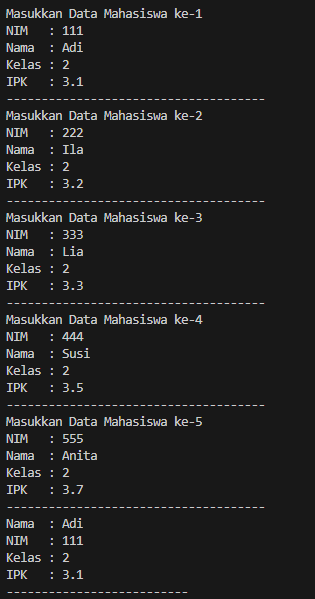 Masukkan Data Mahasiswa ke-1
NIM   : 111
Nama  : Adi
Kelas : 2
IPK   : 3.1
-------------------------------------
Masukkan Data Mahasiswa ke-2
NIM   : 222
Nama  : Ila
Kelas : 2
IPK   : 3.2
-------------------------------------
Masukkan Data Mahasiswa ke-3
NIM   : 333
Nama  : Lia
Kelas : 2
IPK   : 3.3
-------------------------------------
Masukkan Data Mahasiswa ke-4
NIM   : 444
Nama  : Susi
Kelas : 2
IPK   : 3.5
-------------------------------------
Masukkan Data Mahasiswa ke-5
NIM   : 555
Nama  : Anita
Kelas : 2
IPK   : 3.7
-------------------------------------
Nama  : Adi
NIM   : 111
Kelas : 2
IPK   : 3.1
--------------------------